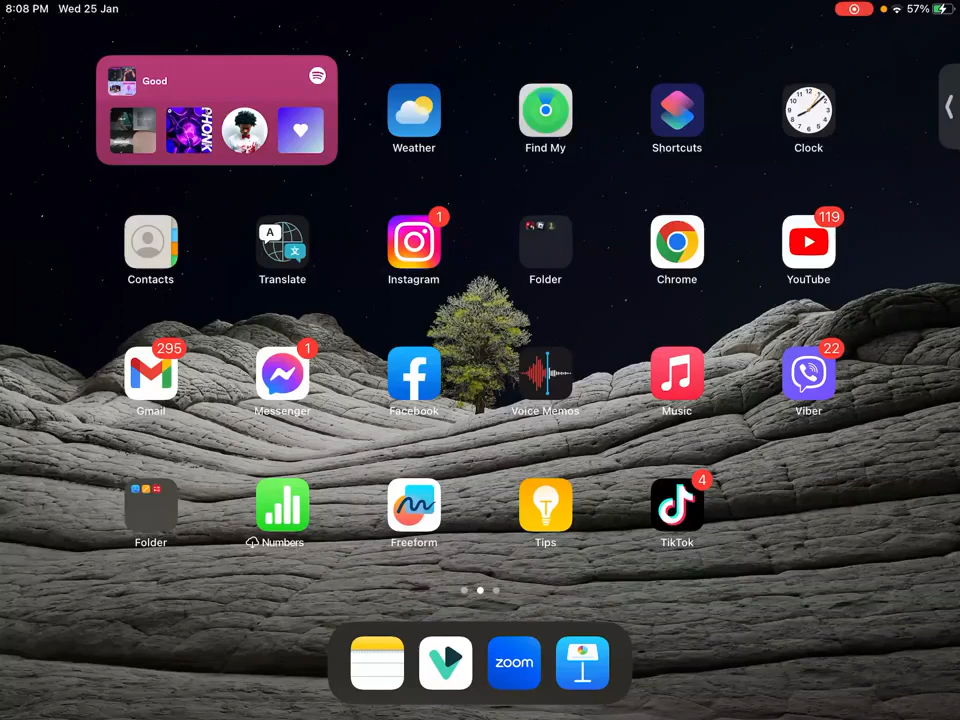 8:08 PM Wed 25 Jan
57%
Good
PHONK
Weather
Find My
Shortcuts
Clock
1
119
Contacts
Translate
Instagram
Folder
Chrome
YouTube
295
1
22
Gmail
Messenger
Facebook
Voice Memos
Music
Viber
4
Folder
Numbers
Freeform
Tips
TikTok
zoom